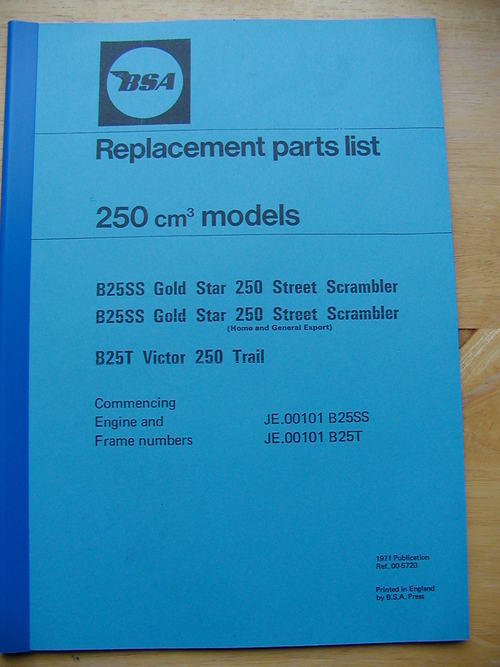 BSA
Replacement parts list
250 cm³ models
B25SS Gold Star 250 Street Scrambler
B25SS Gold Star 250 Street Scrambler
(Home and General Export)
B25T Victor 250 Trail
Commencing
Engine and JE.00101 B25SS
Frame numbers JE.00101 B25T
1971 Publication
Ref. 00-5720
Printed in England
by B.S.A. Press